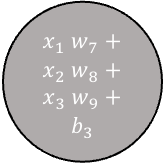 x₁ w₇ +
x₂ w₈ +
x₃ w₉ +
b₃